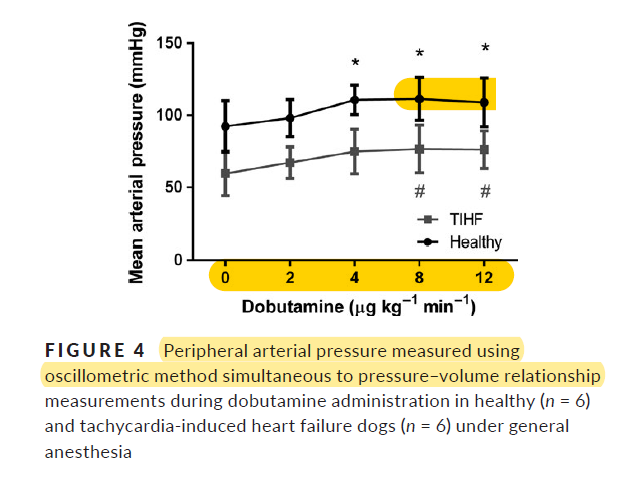 Mean arterial pressure (mmHg)
150
100
50
0
* * *
# #
TIHF
Healthy
0 2 4 8 12
Dobutamine (μg kg⁻¹ min⁻¹)
FIGURE 4 Peripheral arterial pressure measured using
oscillometric method simultaneous to pressure–volume relationship
measurements during dobutamine administration in healthy (n = 6)
and tachycardia-induced heart failure dogs (n = 6) under general
anesthesia